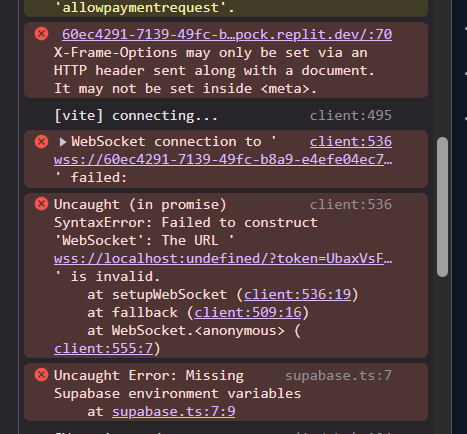 'allowpaymentrequest'.
60ec4291-7139-49fc-b…pock.replit.dev/:70
X-Frame-Options may only be set via an
HTTP header sent along with a document.
It may not be set inside <meta>.
[vite] connecting... client:495
WebSocket connection to ' client:536
wss://60ec4291-7139-49fc-b8a9-e4efe04ec7…
' failed:
Uncaught (in promise) client:536
SyntaxError: Failed to construct
'WebSocket': The URL '
wss://localhost:undefined/?token=UbaxVsF…
' is invalid.
at setupWebSocket (client:536:19)
at fallback (client:509:16)
at WebSocket.<anonymous> (
client:555:7)
Uncaught Error: Missing supabase.ts:7
Supabase environment variables
at supabase.ts:7:9